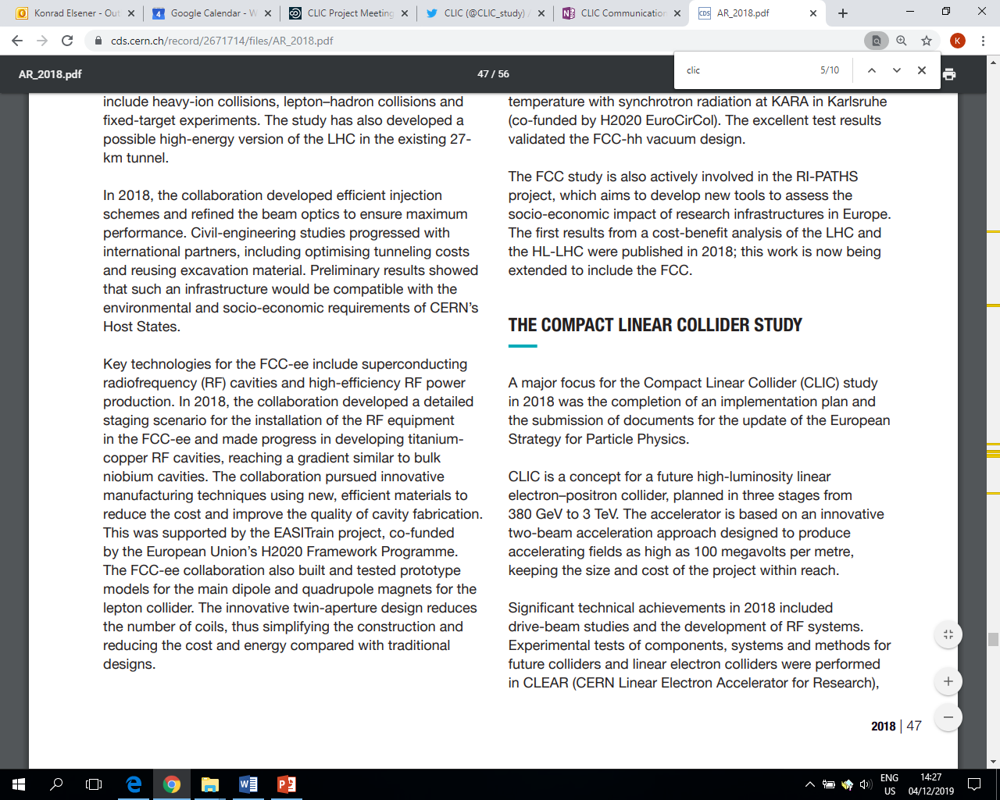 Konrad Elsener - Out
Google Calendar - W
CLIC Project Meeting
CLIC (@CLIC_study) /
CLIC Communication
AR_2018.pdf
cds.cern.ch/record/2671714/files/AR_2018.pdf
K
AR_2018.pdf
47 / 56
clic
5/10
include heavy-ion collisions, lepton–hadron collisions and
fixed-target experiments. The study has also developed a
possible high-energy version of the LHC in the existing 27-
km tunnel.
In 2018, the collaboration developed efficient injection
schemes and refined the beam optics to ensure maximum
performance. Civil-engineering studies progressed with
international partners, including optimising tunneling costs
and reusing excavation material. Preliminary results showed
that such an infrastructure would be compatible with the
environmental and socio-economic requirements of CERN's
Host States.
Key technologies for the FCC-ee include superconducting
radiofrequency (RF) cavities and high-efficiency RF power
production. In 2018, the collaboration developed a detailed
staging scenario for the installation of the RF equipment
in the FCC-ee and made progress in developing titanium-
copper RF cavities, reaching a gradient similar to bulk
niobium cavities. The collaboration pursued innovative
manufacturing techniques using new, efficient materials to
reduce the cost and improve the quality of cavity fabrication.
This was supported by the EASITrain project, co-funded
by the European Union's H2020 Framework Programme.
The FCC-ee collaboration also built and tested prototype
models for the main dipole and quadrupole magnets for the
lepton collider. The innovative twin-aperture design reduces
the number of coils, thus simplifying the construction and
reducing the cost and energy compared with traditional
designs.
temperature with synchrotron radiation at KARA in Karlsruhe
(co-funded by H2020 EuroCirCol). The excellent test results
validated the FCC-hh vacuum design.
The FCC study is also actively involved in the RI-PATHS
project, which aims to develop new tools to assess the
socio-economic impact of research infrastructures in Europe.
The first results from a cost-benefit analysis of the LHC and
the HL-LHC were published in 2018; this work is now being
extended to include the FCC.
THE COMPACT LINEAR COLLIDER STUDY
A major focus for the Compact Linear Collider (CLIC) study
in 2018 was the completion of an implementation plan and
the submission of documents for the update of the European
Strategy for Particle Physics.
CLIC is a concept for a future high-luminosity linear
electron–positron collider, planned in three stages from
380 GeV to 3 TeV. The accelerator is based on an innovative
two-beam acceleration approach designed to produce
accelerating fields as high as 100 megavolts per metre,
keeping the size and cost of the project within reach.
Significant technical achievements in 2018 included
drive-beam studies and the development of RF systems.
Experimental tests of components, systems and methods for
future colliders and linear electron colliders were performed
in CLEAR (CERN Linear Electron Accelerator for Research),
2018 | 47
ENG
US
14:27
04/12/2019